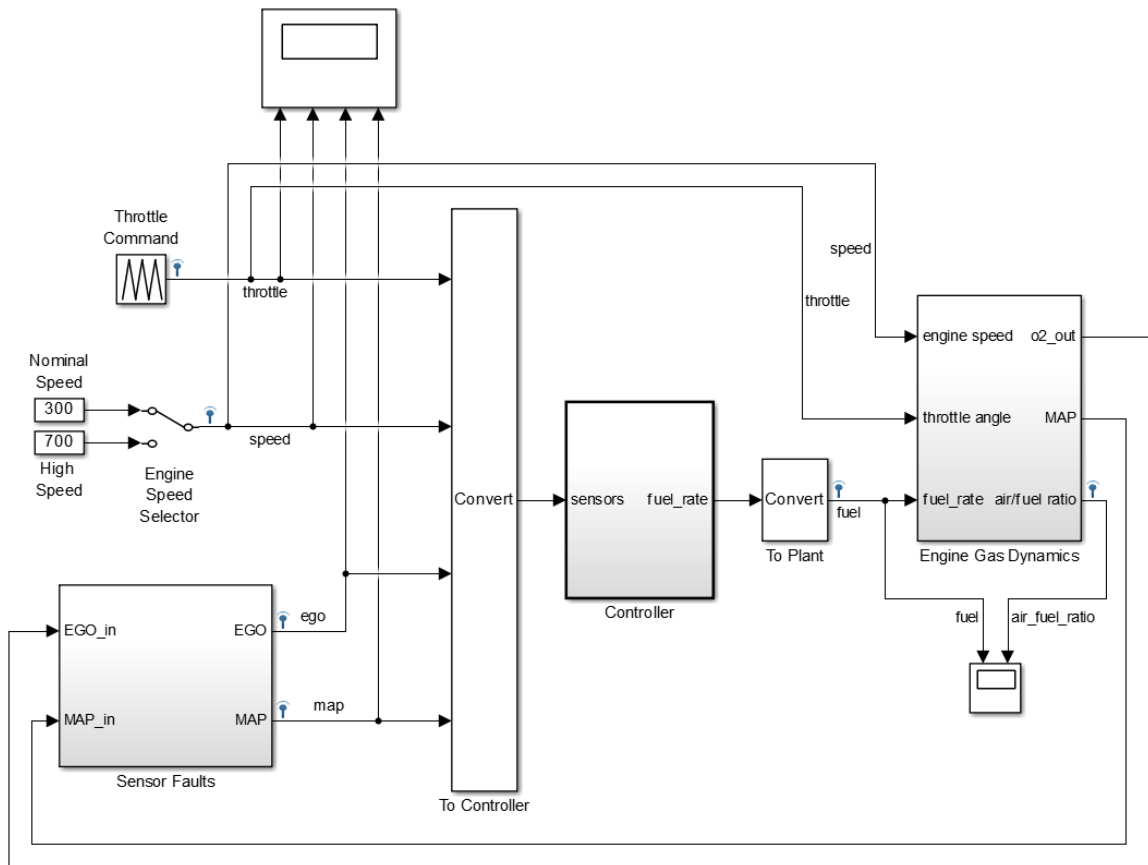 Throttle
Command
throttle
speed
throttle
Nominal
Speed
300
700
High
Speed
Engine
Speed
Selector
speed
Convert
To Controller
sensors
fuel_rate
Controller
Convert
To Plant
fuel
engine speed
o2_out
throttle angle
MAP
fuel_rate
air/fuel ratio
Engine Gas Dynamics
fuel
air_fuel_ratio
EGO_in
EGO
ego
MAP_in
MAP
map
Sensor Faults